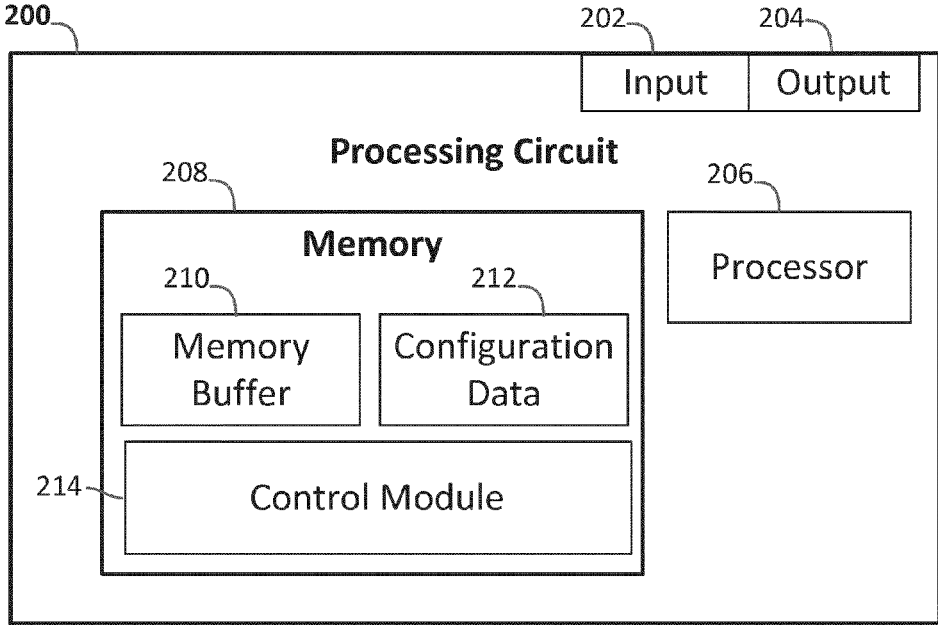 200
202
204
Input
Output
Processing Circuit
208
206
Memory
Processor
210
212
Memory
Buffer
Configuration
Data
214
Control Module